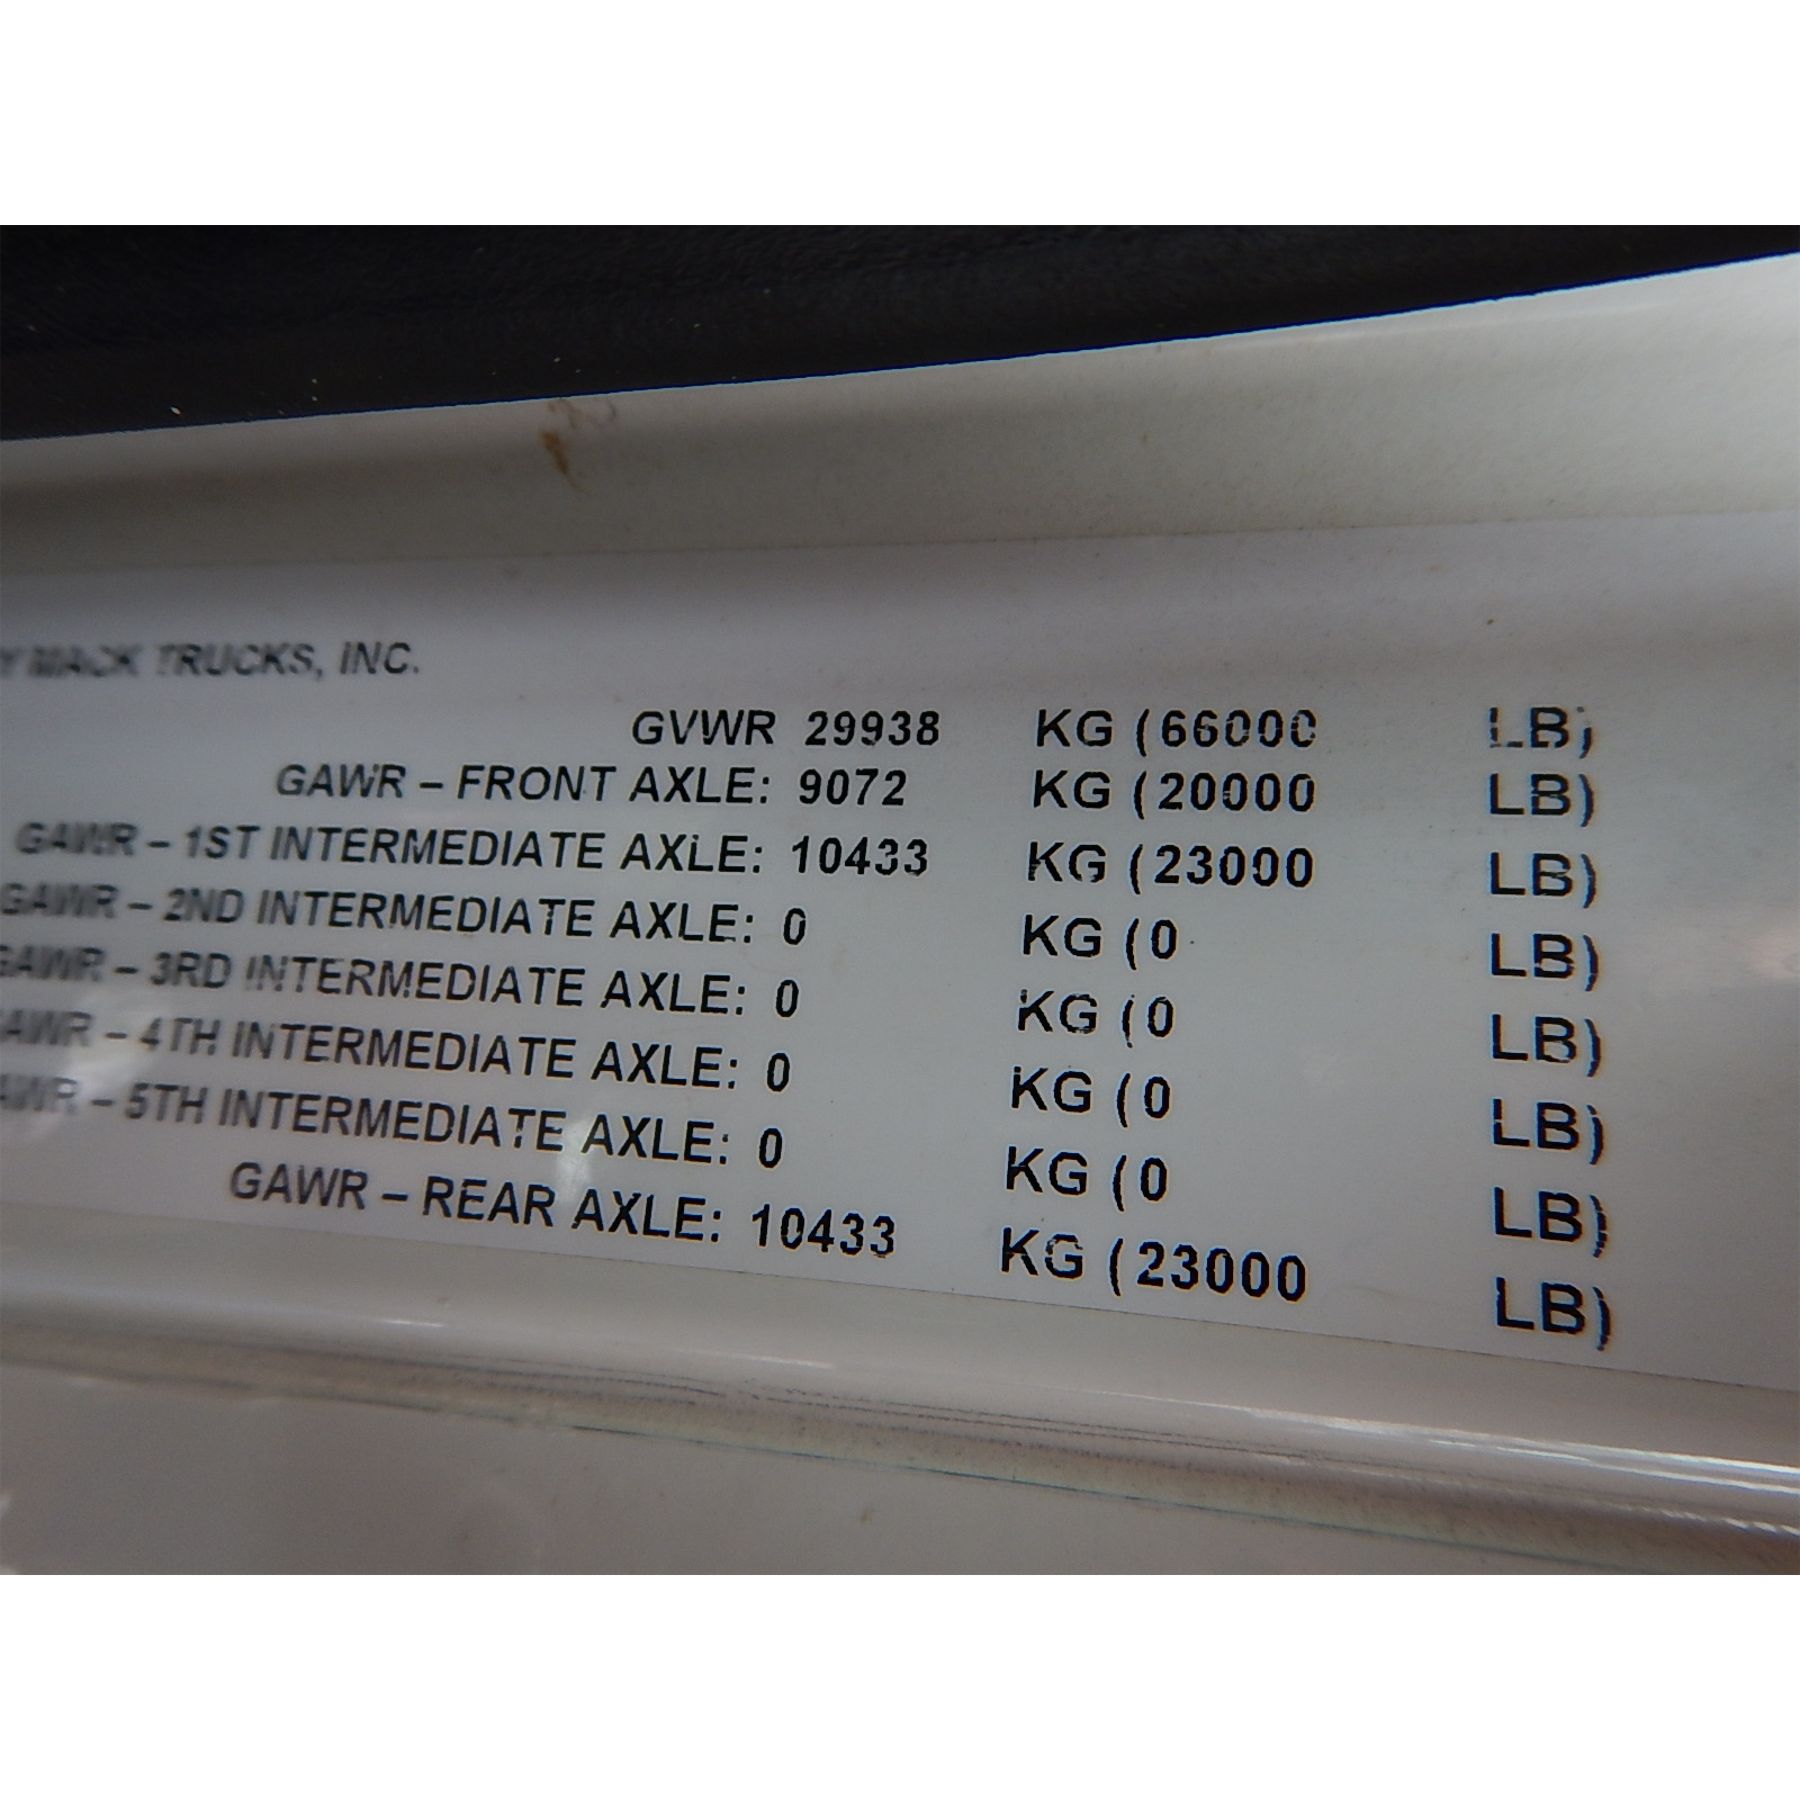 Y MACK TRUCKS, INC.
GVWR 29938 KG (66000 LB)
GAWR – FRONT AXLE: 9072 KG (20000 LB)
GAWR – 1ST INTERMEDIATE AXLE: 10433 KG (23000 LB)
GAWR – 2ND INTERMEDIATE AXLE: 0 KG (0 LB)
GAWR – 3RD INTERMEDIATE AXLE: 0 KG (0 LB)
AWR – 4TH INTERMEDIATE AXLE: 0 KG (0 LB)
AWR – 5TH INTERMEDIATE AXLE: 0 KG (0 LB)
GAWR – REAR AXLE: 10433 KG (23000 LB)